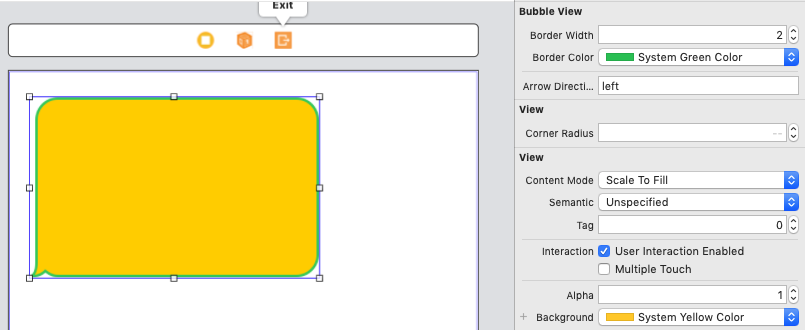 Exit
Bubble View
Border Width 2
Border Color System Green Color
Arrow Directi... left
View
Corner Radius --
View
Content Mode Scale To Fill
Semantic Unspecified
Tag 0
Interaction User Interaction Enabled
Multiple Touch
Alpha 1
+ Background System Yellow Color